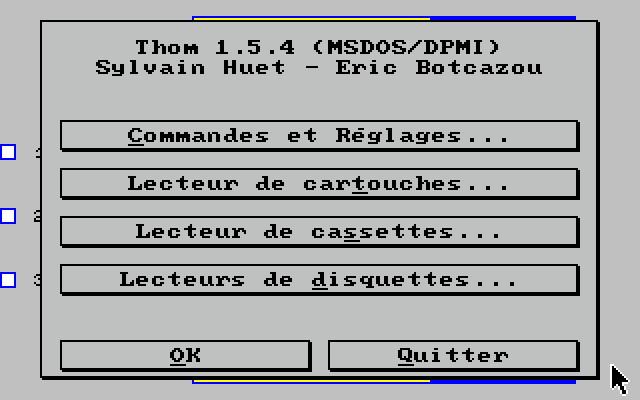 Thom 1.5.4 (MSDOS/DPMI)
Sylvain Huet - Eric Botcazou
Commandes et Réglages...
Lecteur de cartouches...
Lecteur de cassettes...
Lecteurs de disquettes...
OK
Quitter